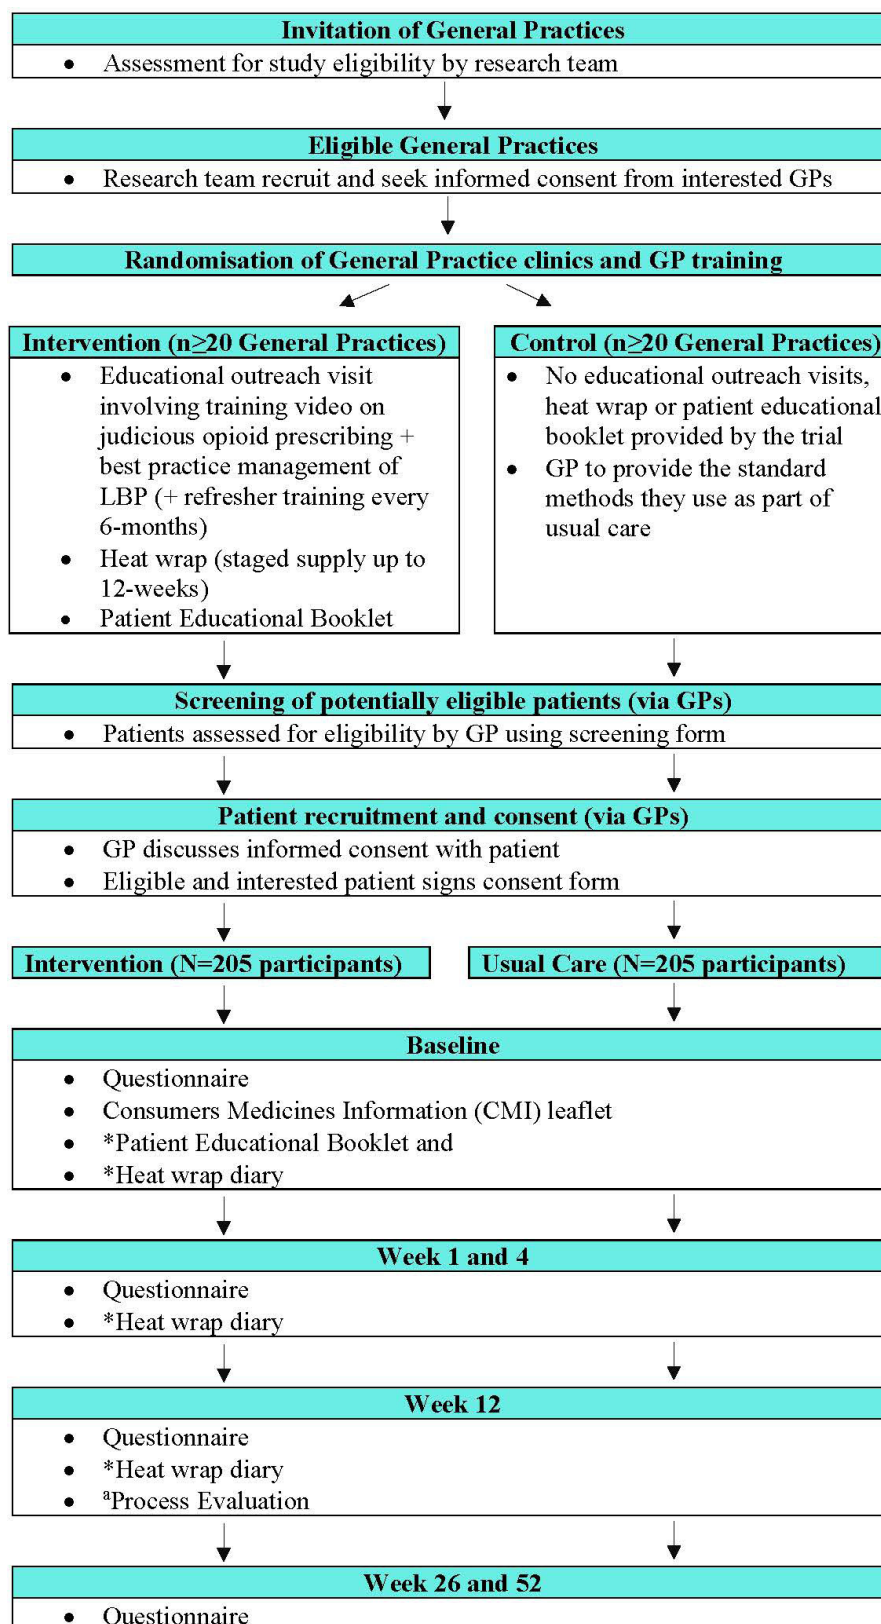 Invitation of General Practices
• Assessment for study eligibility by research team
Eligible General Practices
• Research team recruit and seek informed consent from interested GPs
Randomisation of General Practice clinics and GP training
Intervention (n≥20 General Practices)
• Educational outreach visit
involving training video on
judicious opioid prescribing +
best practice management of
LBP (+ refresher training every
6-months)
• Heat wrap (staged supply up to
12-weeks)
• Patient Educational Booklet
Control (n≥20 General Practices)
• No educational outreach visits,
heat wrap or patient educational
booklet provided by the trial
• GP to provide the standard
methods they use as part of
usual care
Screening of potentially eligible patients (via GPs)
• Patients assessed for eligibility by GP using screening form
Patient recruitment and consent (via GPs)
• GP discusses informed consent with patient
• Eligible and interested patient signs consent form
Intervention (N=205 participants)
Usual Care (N=205 participants)
Baseline
• Questionnaire
• Consumers Medicines Information (CMI) leaflet
• *Patient Educational Booklet and
• *Heat wrap diary
Week 1 and 4
• Questionnaire
• *Heat wrap diary
Week 12
• Questionnaire
• *Heat wrap diary
• ᵃProcess Evaluation
Week 26 and 52
• Questionnaire